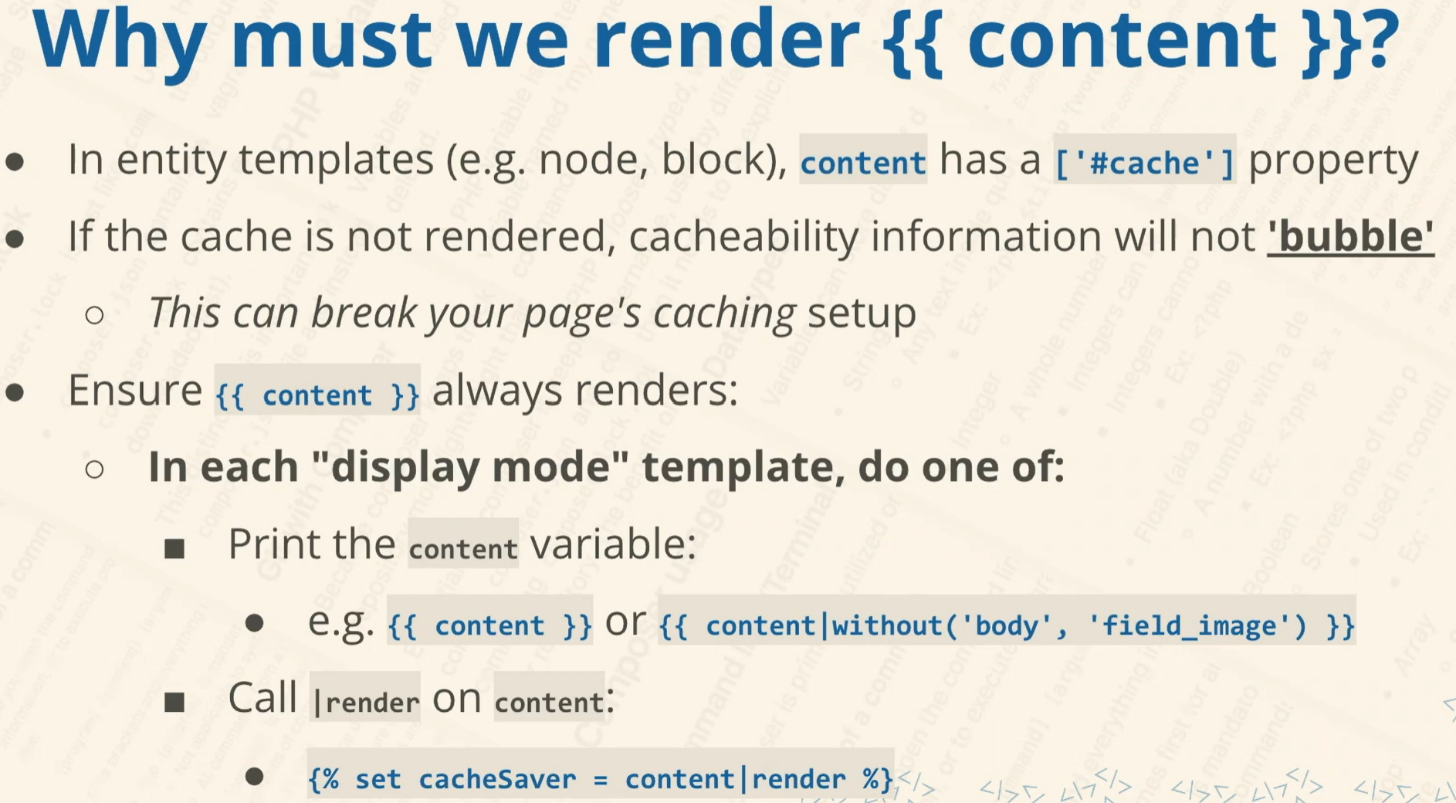 Why must we render {{ content }}?
● In entity templates (e.g. node, block), content has a ['#cache'] property
● If the cache is not rendered, cacheability information will not 'bubble'
○ This can break your page's caching setup
● Ensure {{ content }} always renders:
○ In each "display mode" template, do one of:
■ Print the content variable:
● e.g. {{ content }} or {{ content|without('body', 'field_image') }}
■ Call |render on content:
● {% set cacheSaver = content|render %}